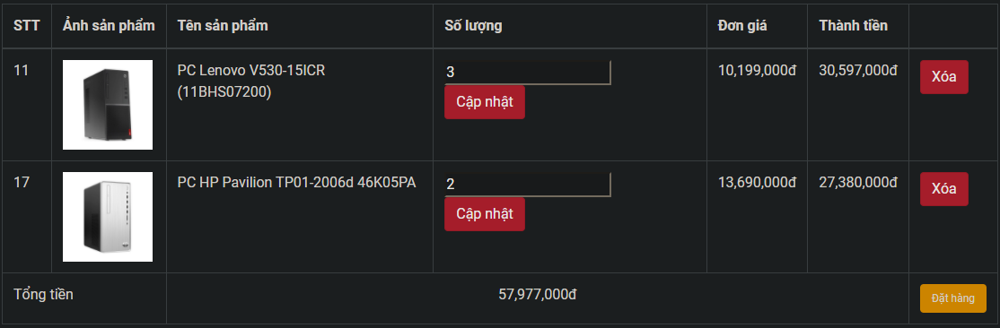 STT Ảnh sản phẩm Tên sản phẩm Số lượng Đơn giá Thành tiền
11 PC Lenovo V530-15ICR 3 10,199,000đ 30,597,000đ Xóa
(11BHS07200) Cập nhật
17 PC HP Pavilion TP01-2006d 46K05PA 2 13,690,000đ 27,380,000đ Xóa
Cập nhật
Tổng tiền 57,977,000đ Đặt hàng